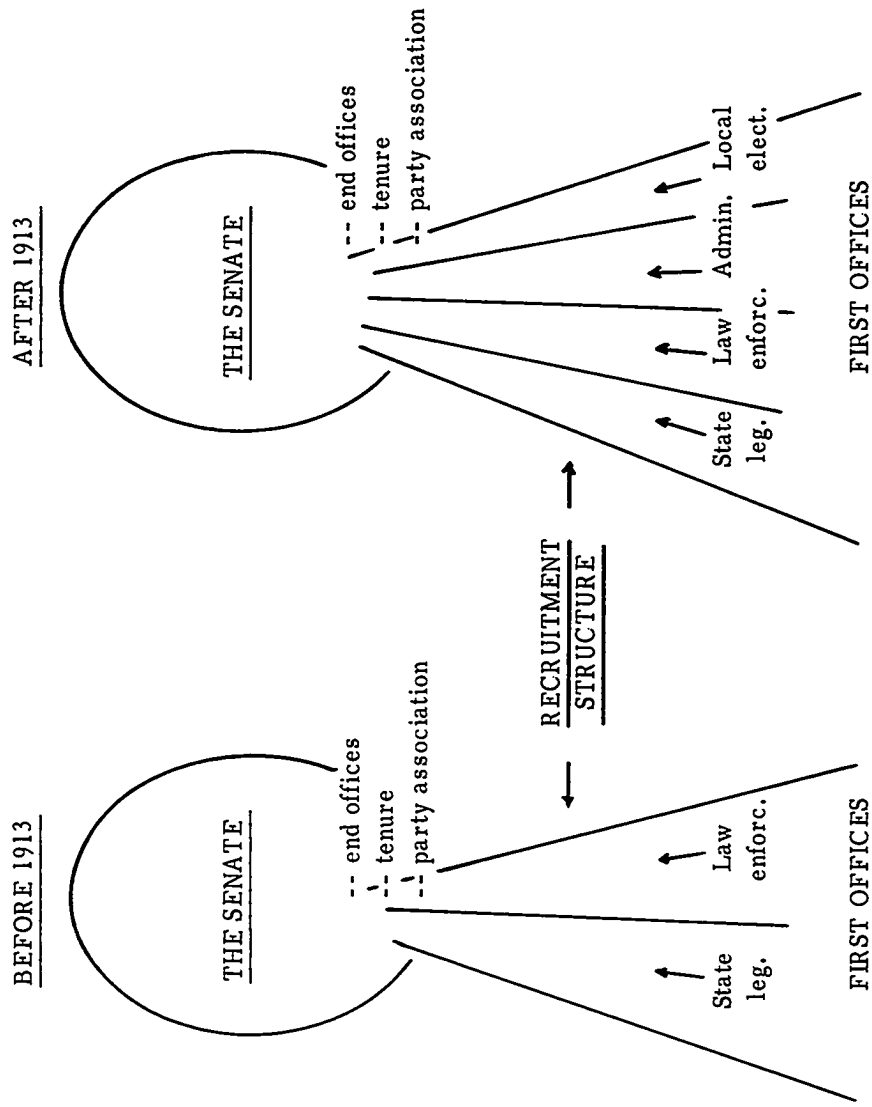 BEFORE 1913
THE SENATE
-- end offices
-- tenure
-- party association
State
leg.
Law
enforc.
FIRST OFFICES
RECRUITMENT
STRUCTURE
AFTER 1913
THE SENATE
-- end offices
-- tenure
-- party association
State
leg.
Law
enforc.
Admin.
Local
elect.
FIRST OFFICES